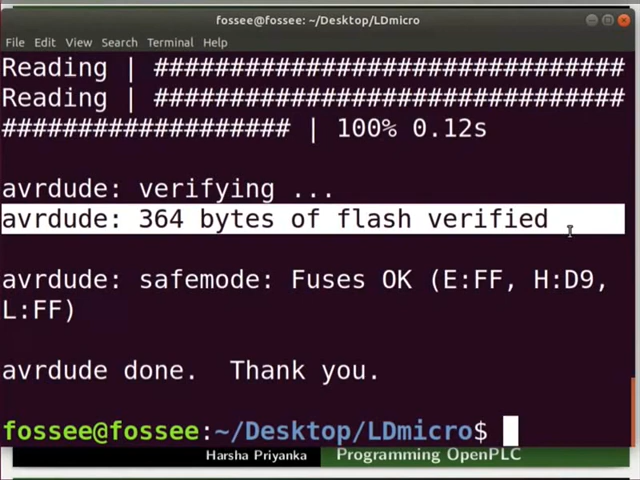 fossee@fossee: ~/Desktop/LDmicro
File Edit View Search Terminal Help
Reading | ###############################
Reading | ###############################
################### | 100% 0.12s
avrdude: verifying ...
avrdude: 364 bytes of flash verified
avrdude: safemode: Fuses OK (E:FF, H:D9,
L:FF)
avrdude done.  Thank you.
fossee@fossee:~/Desktop/LDmicro$
Harsha Priyanka Programming OpenPLC